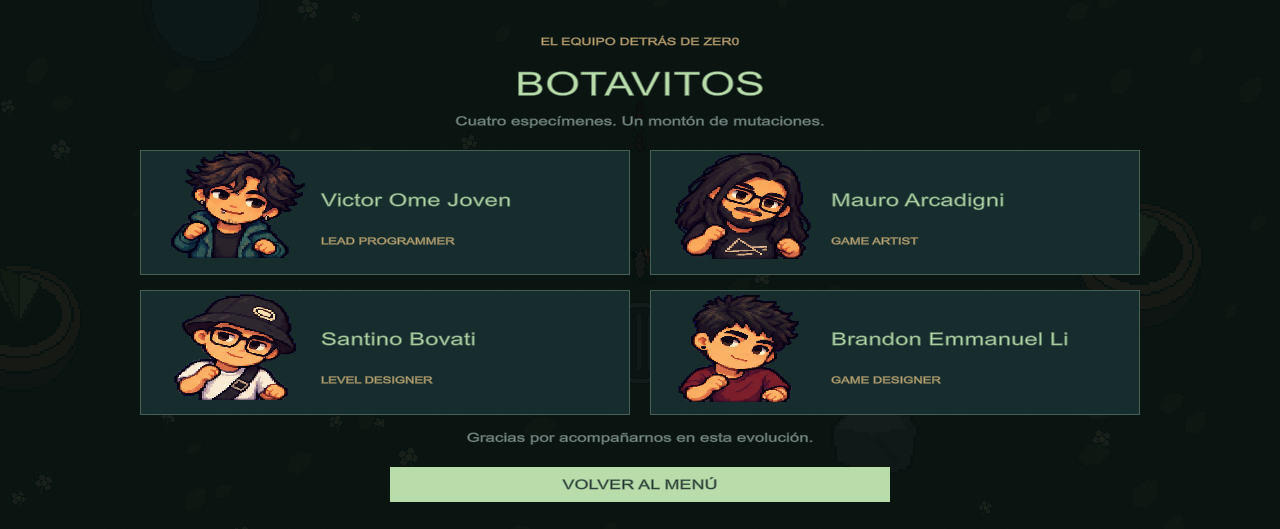 EL EQUIPO DETRÁS DE ZER0
BOTAVITOS
Cuatro específimenes. Un montón de mutaciones.
Victor Ome Joven
LEAD PROGRAMMER
Mauro Arcadigni
GAME ARTIST
Santino Bovati
LEVEL DESIGNER
Brandon Emmanuel Li
GAME DESIGNER
Gracias por acompañarnos en esta evolución.
VOLVER AL MENÚ